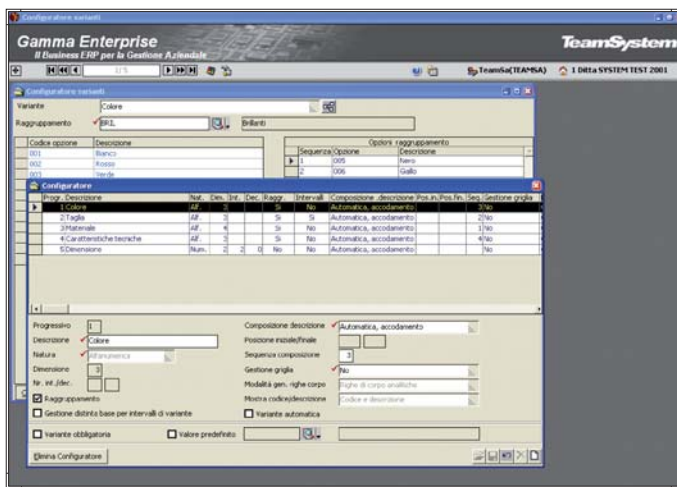 Configuratore varianti
Gamma Enterprise
Il Business ERP per la Gestione Aziendale
TeamSystem
1/ 5
TeamSa(TEAMSA)
1 Ditta SYSTEM TEST 2001
Configuratore varianti
Variante Colore
Raggruppamento BRIL Brillanti
Codice opzione Descrizione
001 Bianco
002 Rosso
003 Verde
Opzioni raggruppamento
Sequenza Opzione Descrizione
1 005 Nero
2 006 Giallo
Configuratore
Progr. Descrizione Nat. Dim. Int. Dec. Raggr. Intervalli Composizione descrizione Pos.in. Pos.fin. Seq. Gestione griglia
1 Colore Alf. 3 Si No Automatica, accodamento 3 No
2 Taglia Alf. 3 Si Si Automatica, accodamento 2 No
3 Materiale Alf. 4 Si No Automatica, accodamento 1 No
4 Caratteristiche tecniche Alf. 3 Si No Automatica, accodamento 4 No
5 Dimensione Num. 2 2 0 No No Automatica, accodamento 5 No
Progressivo 1
Descrizione Colore
Natura Alfanumerica
Dimensione 3
Nr. int./dec.
Raggruppamento
Gestione distinta base per intervalli di variante
Composizione descrizione Automatica, accodamento
Posizione iniziale/finale
Sequenza composizione 3
Gestione griglia No
Modalità gen. righe corpo Righe di corpo analitiche
Mostra codice/descrizione Codice e descrizione
Variante automatica
Variante obbligatoria
Valore predefinito
Elimina Configuratore